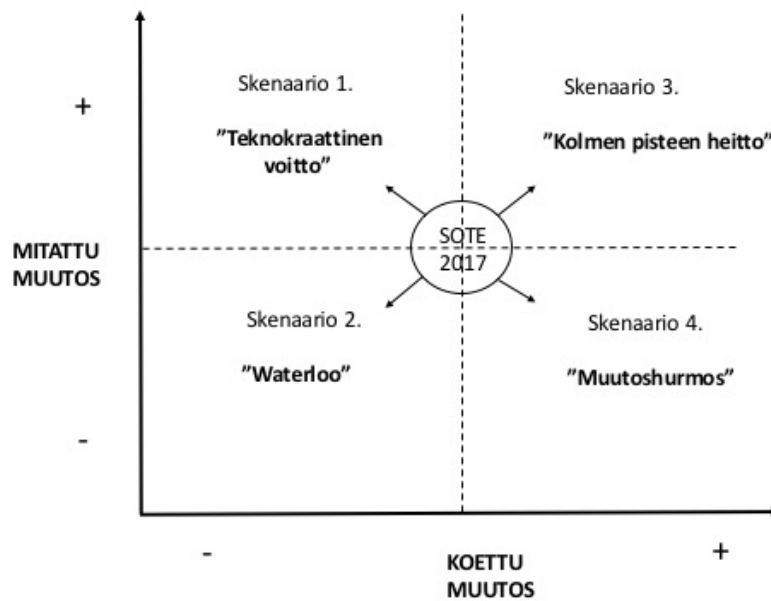 +
Skenaario 1.
”Teknokraattinen
voitto”
Skenaario 3.
”Kolmen pisteen heitto”
MITATTU
MUUTOS
SOTE
2017
Skenaario 2.
”Waterloo”
Skenaario 4.
”Muutoshurmos”
-
-
KOETTU
MUUTOS
+